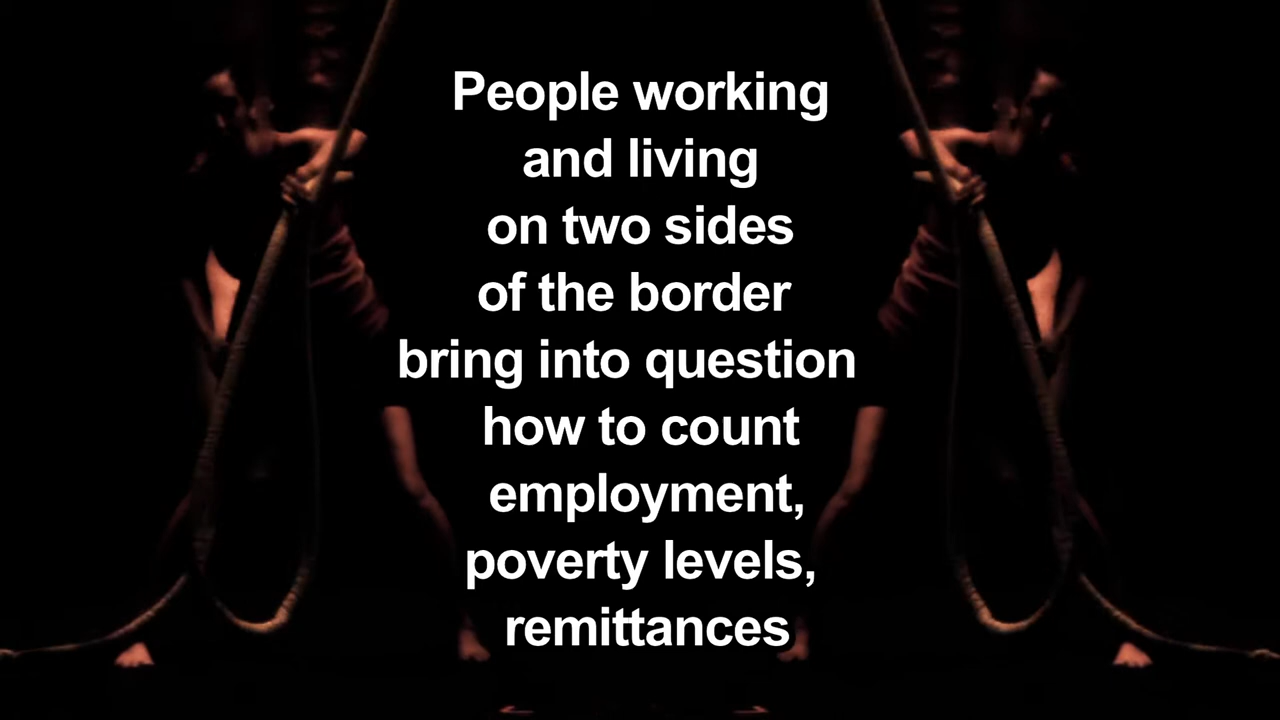 People working
and living
on two sides
of the border
bring into question
how to count
employment,
poverty levels,
remittances